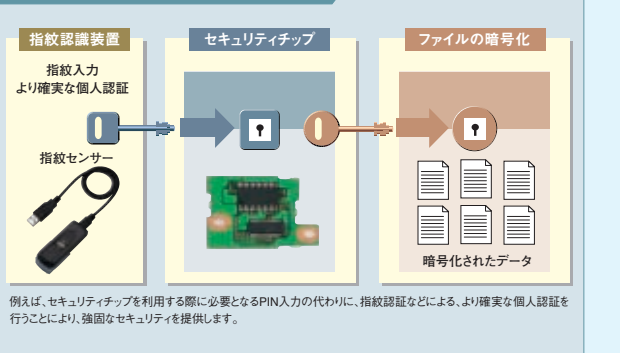 指紋認識装置
指紋入力
より確実な個人認証
指紋センサー
セキュリティチップ
ファイルの暗号化
暗号化されたデータ
例えば、セキュリティチップを利用する際に必要となるPIN入力の代わりに、指紋認証などによる、より確実な個人認証を
行うことにより、強固なセキュリティを提供します。